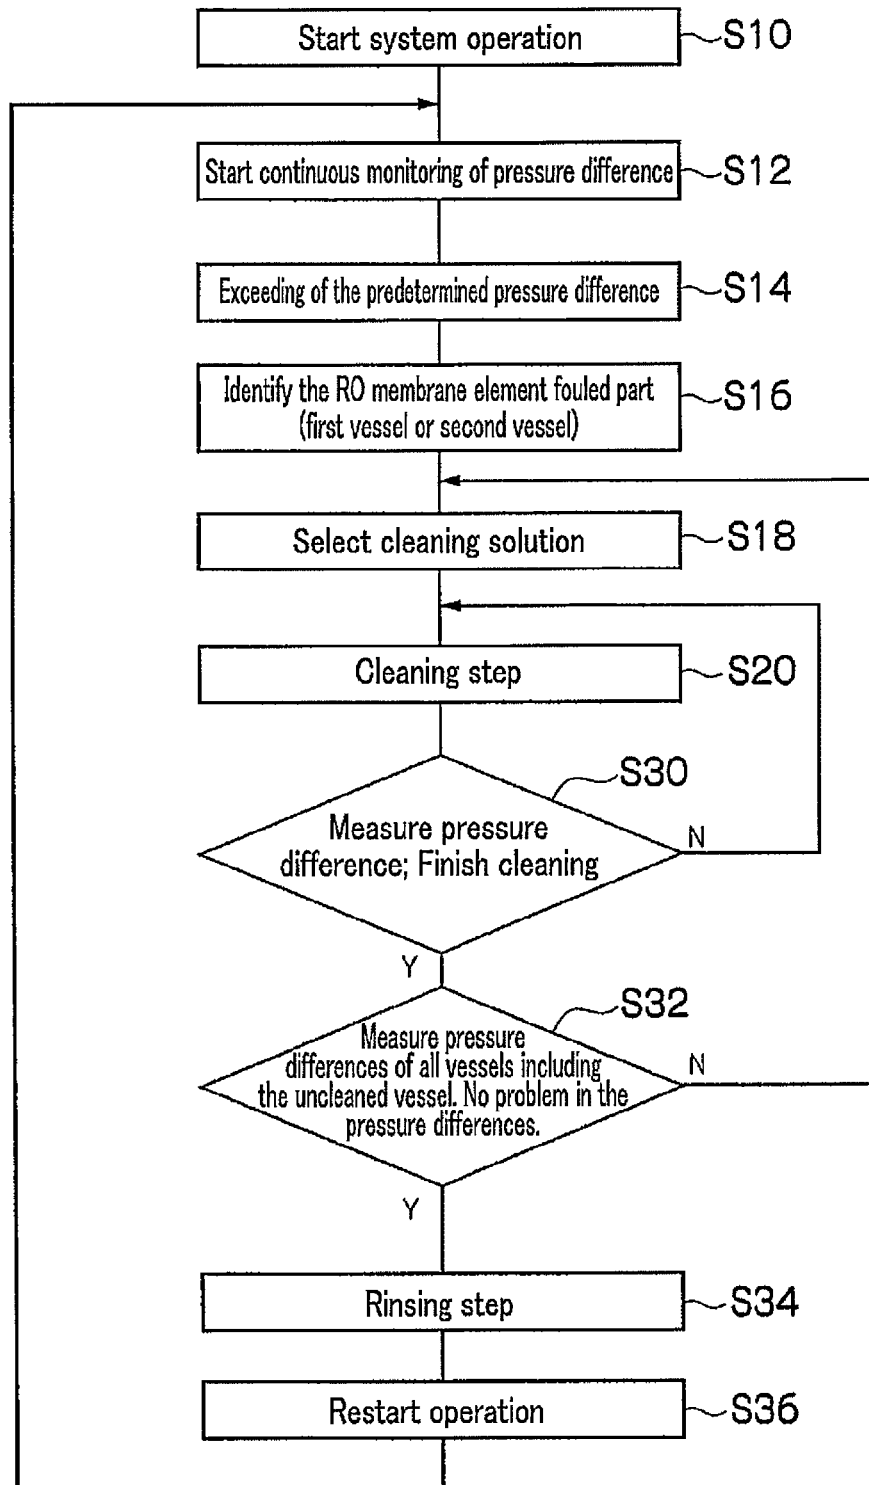 Start system operation
S10
Start continuous monitoring of pressure difference
S12
Exceeding of the predetermined pressure difference
S14
Identify the RO membrane element fouled part
(first vessel or second vessel)
S16
Select cleaning solution
S18
Cleaning step
S20
S30
Measure pressure
difference; Finish cleaning
N
Y
S32
Measure pressure
differences of all vessels including
the uncleaned vessel. No problem in the
pressure differences.
N
Y
Rinsing step
S34
Restart operation
S36